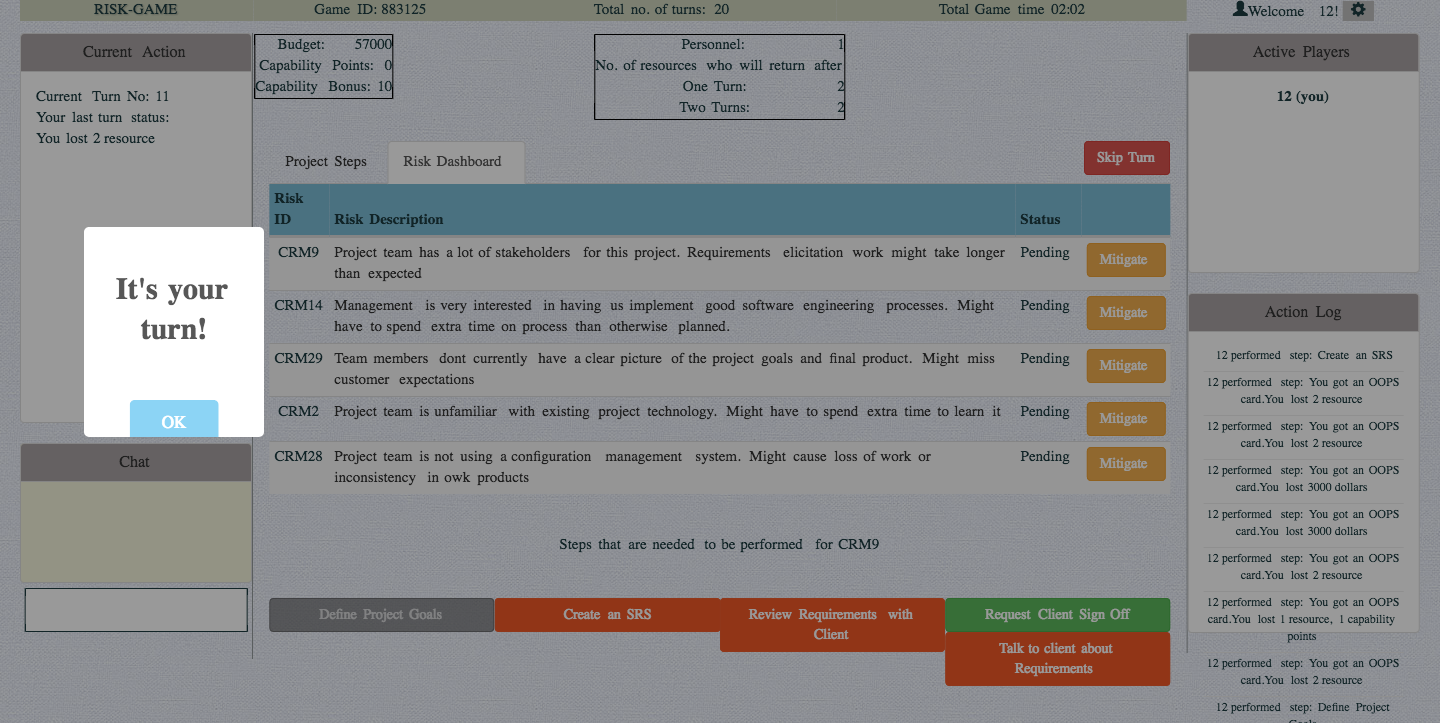 RISK-GAME Game ID: 883125 Total no. of turns: 20 Total Game time 02:02 Welcome 12!
Current Action
Current Turn No: 11
Your last turn status:
You lost 2 resource
Budget: 57000
Capability Points: 0
Capability Bonus: 10
Personnel: 1
No. of resources who will return after
One Turn: 2
Two Turns: 2
Active Players
12 (you)
Project Steps Risk Dashboard Skip Turn
Risk
ID Risk Description Status
CRM9 Project team has a lot of stakeholders for this project. Requirements elicitation work might take longer Pending Mitigate
than expected
CRM14 Management is very interested in having us implement good software engineering processes. Might Pending Mitigate
have to spend extra time on process than otherwise planned.
CRM29 Team members dont currently have a clear picture of the project goals and final product. Might miss Pending Mitigate
customer expectations
CRM2 Project team is unfamiliar with existing project technology. Might have to spend extra time to learn it Pending Mitigate
CRM28 Project team is not using a configuration management system. Might cause loss of work or Pending Mitigate
inconsistency in owk products
It's your
turn!
OK
Chat
Steps that are needed to be performed for CRM9
Define Project Goals Create an SRS Review Requirements with Request Client Sign Off
Client
Talk to client about
Requirements
Action Log
12 performed step: Create an SRS
12 performed step: You got an OOPS
card.You lost 2 resource
12 performed step: You got an OOPS
card.You lost 2 resource
12 performed step: You got an OOPS
card.You lost 3000 dollars
12 performed step: You got an OOPS
card.You lost 3000 dollars
12 performed step: You got an OOPS
card.You lost 2 resource
12 performed step: You got an OOPS
card.You lost 1 resource, 1 capability
points
12 performed step: You got an OOPS
card.You lost 2 resource
12 performed step: Define Project